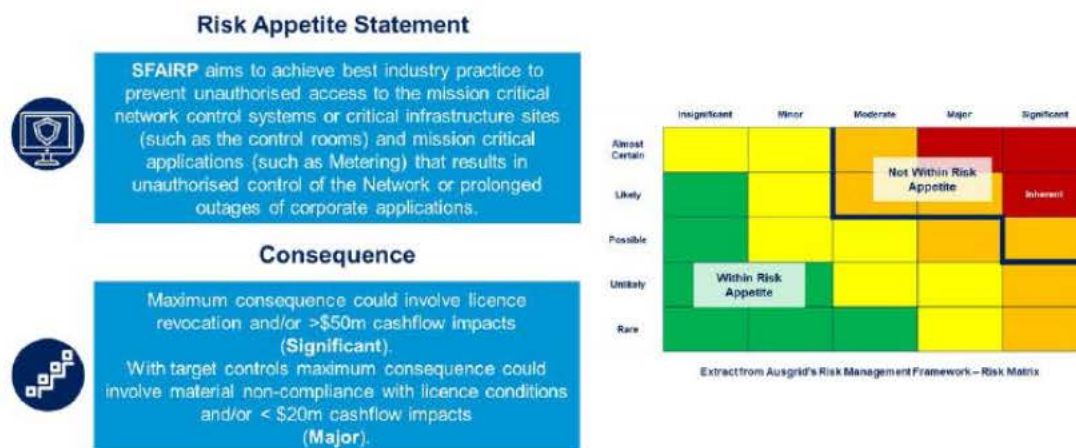 Risk Appetite Statement
SFAIRP aims to achieve best industry practice to
prevent unauthorised access to the mission critical
network control systems or critical infrastructure sites
(such as the control rooms) and mission critical
applications (such as Metering) that results in
unauthorised control of the Network or prolonged
outages of corporate applications.
Consequence
Maximum consequence could involve licence
revocation and/or >$50m cashflow impacts
(Significant).
With target controls maximum consequence could
involve material non-compliance with licence conditions
and/or < $20m cashflow impacts
(Major).
Insignificant Minor Moderate Major Significant
Almost
Certain
Likely
Possible
Unlikely
Rare
Not Within Risk
Appetite
Inherent
Within Risk
Appetite
Extract from Ausgrid's Risk Management Framework – Risk Matrix